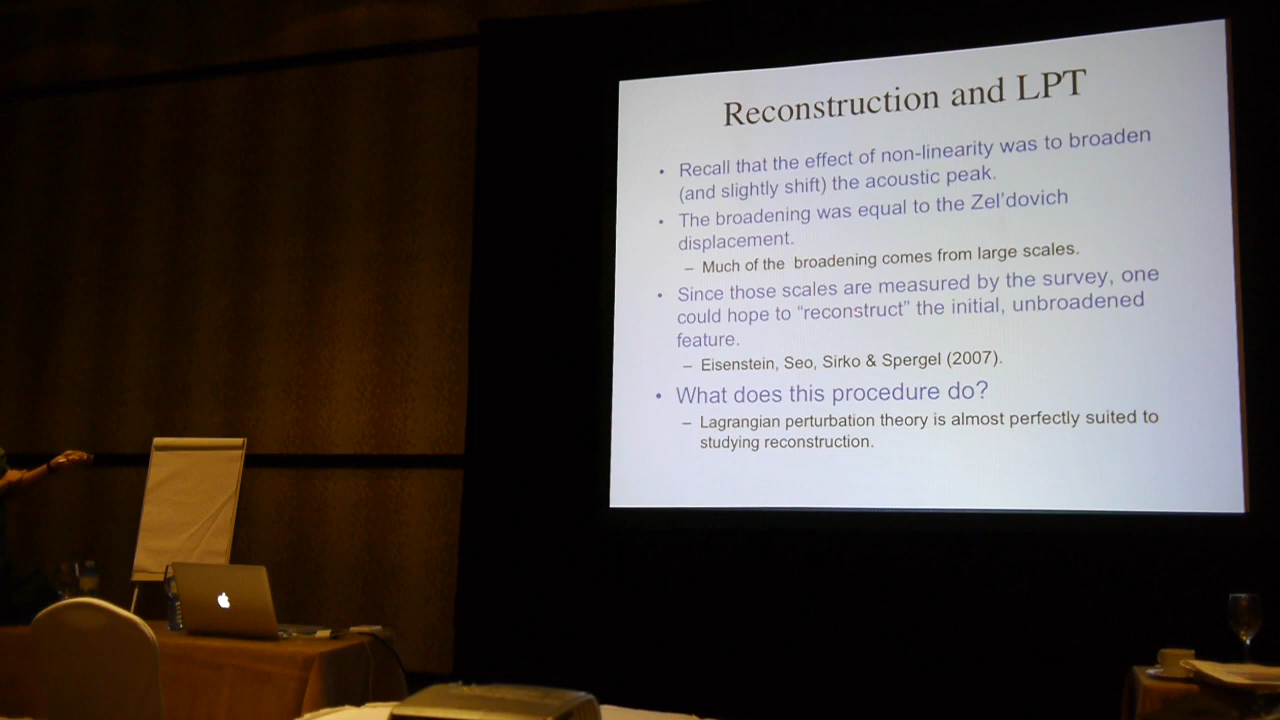 Reconstruction and LPT
• Recall that the effect of non-linearity was to broaden
(and slightly shift) the acoustic peak.
• The broadening was equal to the Zel’dovich
displacement.
– Much of the broadening comes from large scales.
• Since those scales are measured by the survey, one
could hope to “reconstruct” the initial, unbroadened
feature.
– Eisenstein, Seo, Sirko & Spergel (2007).
• What does this procedure do?
– Lagrangian perturbation theory is almost perfectly suited to
studying reconstruction.